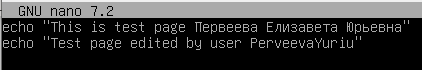 GNU nano 7.2
echo "This is test page Первеева Елизавета Юрьевна"
echo "Test page edited by user PerveevaYuriu"